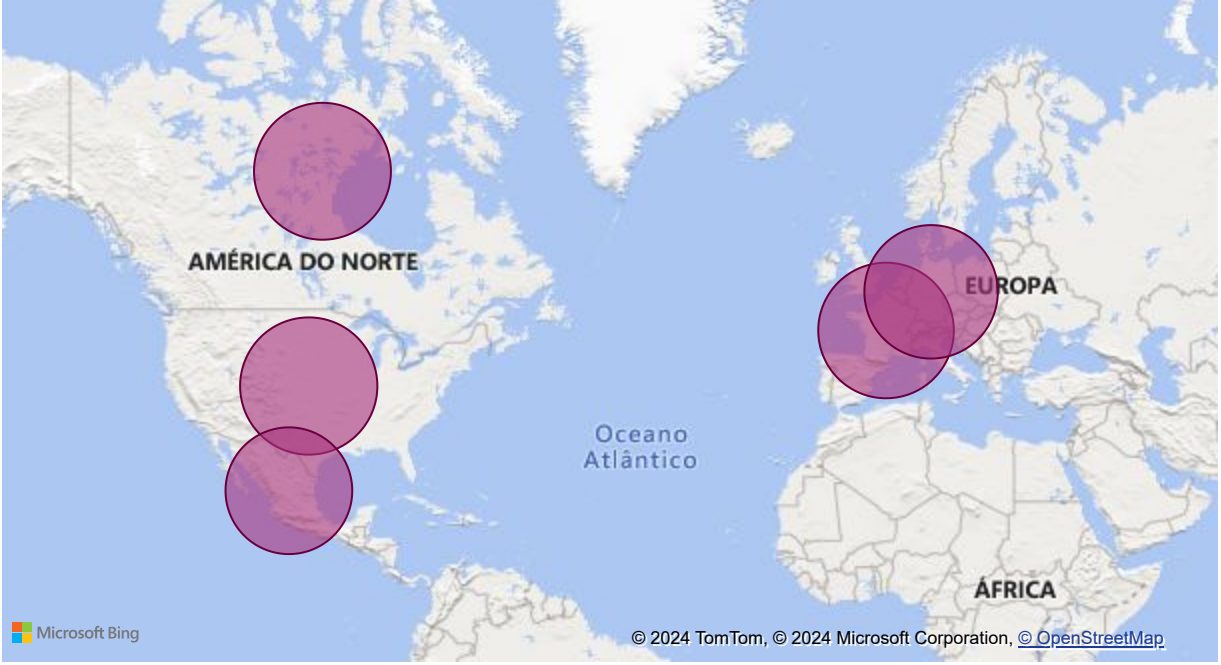 AMÉRICA DO NORTE
EUROPA
Oceano
Atlântico
ÁFRICA
Microsoft Bing
© 2024 TomTom, © 2024 Microsoft Corporation, © OpenStreetMap